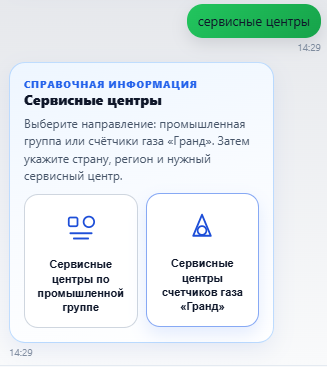 сервисные центры
14:29
СПРАВОЧНАЯ ИНФОРМАЦИЯ
Сервисные центры
Выберите направление: промышленная
группа или счётчики газа «Гранд». Затем
укажите страну, регион и нужный
сервисный центр.
Сервисные
центры по
промышленной
группе
Сервисные
центры
счетчиков газа
«Гранд»
14:29